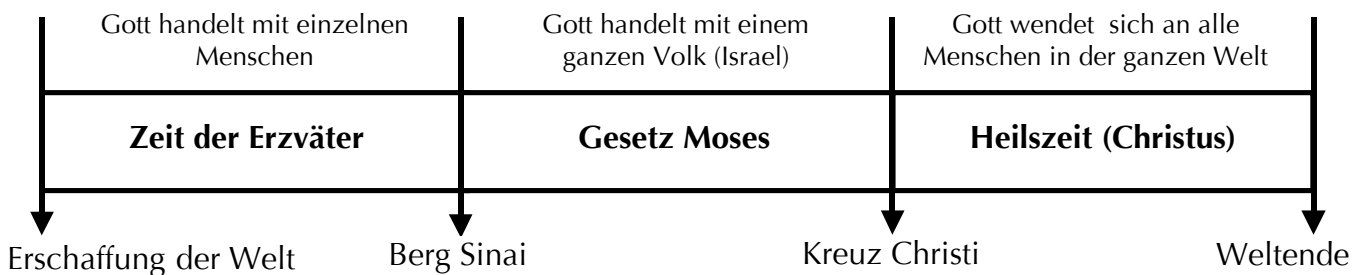 Gott handelt mit einzelnen
Menschen
Gott handelt mit einem
ganzen Volk (Israel)
Gott wendet sich an alle
Menschen in der ganzen Welt
Zeit der Erzväter
Gesetz Moses
Heilszeit (Christus)
Erschaffung der Welt
Berg Sinai
Kreuz Christi
Weltende